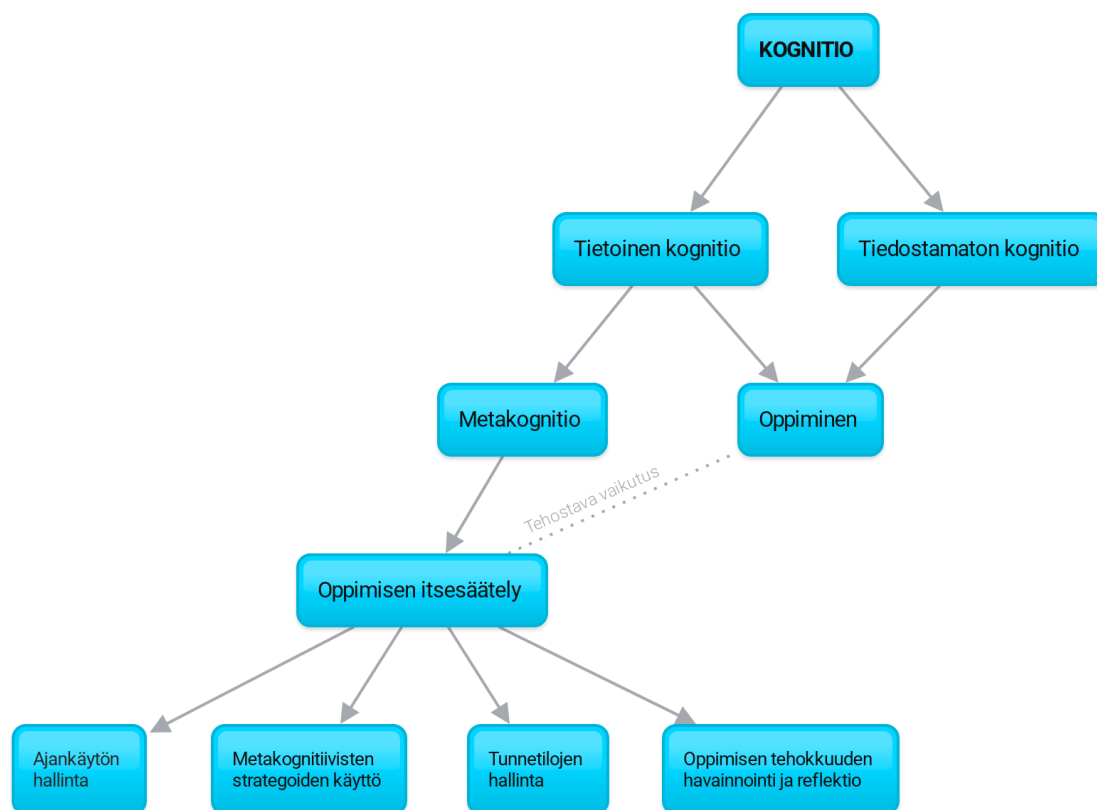 KOGNITIO
Tietoinen kognitio
Tiedostamaton kognitio
Metakognitio
Oppiminen
Tehostava vaikutus
Oppimisen itsesäätely
Ajankäytön
hallinta
Metakognitiivisten
strategoiden käyttö
Tunnetilojen
hallinta
Oppimisen tehokkuuden
havainnointi ja reflektio